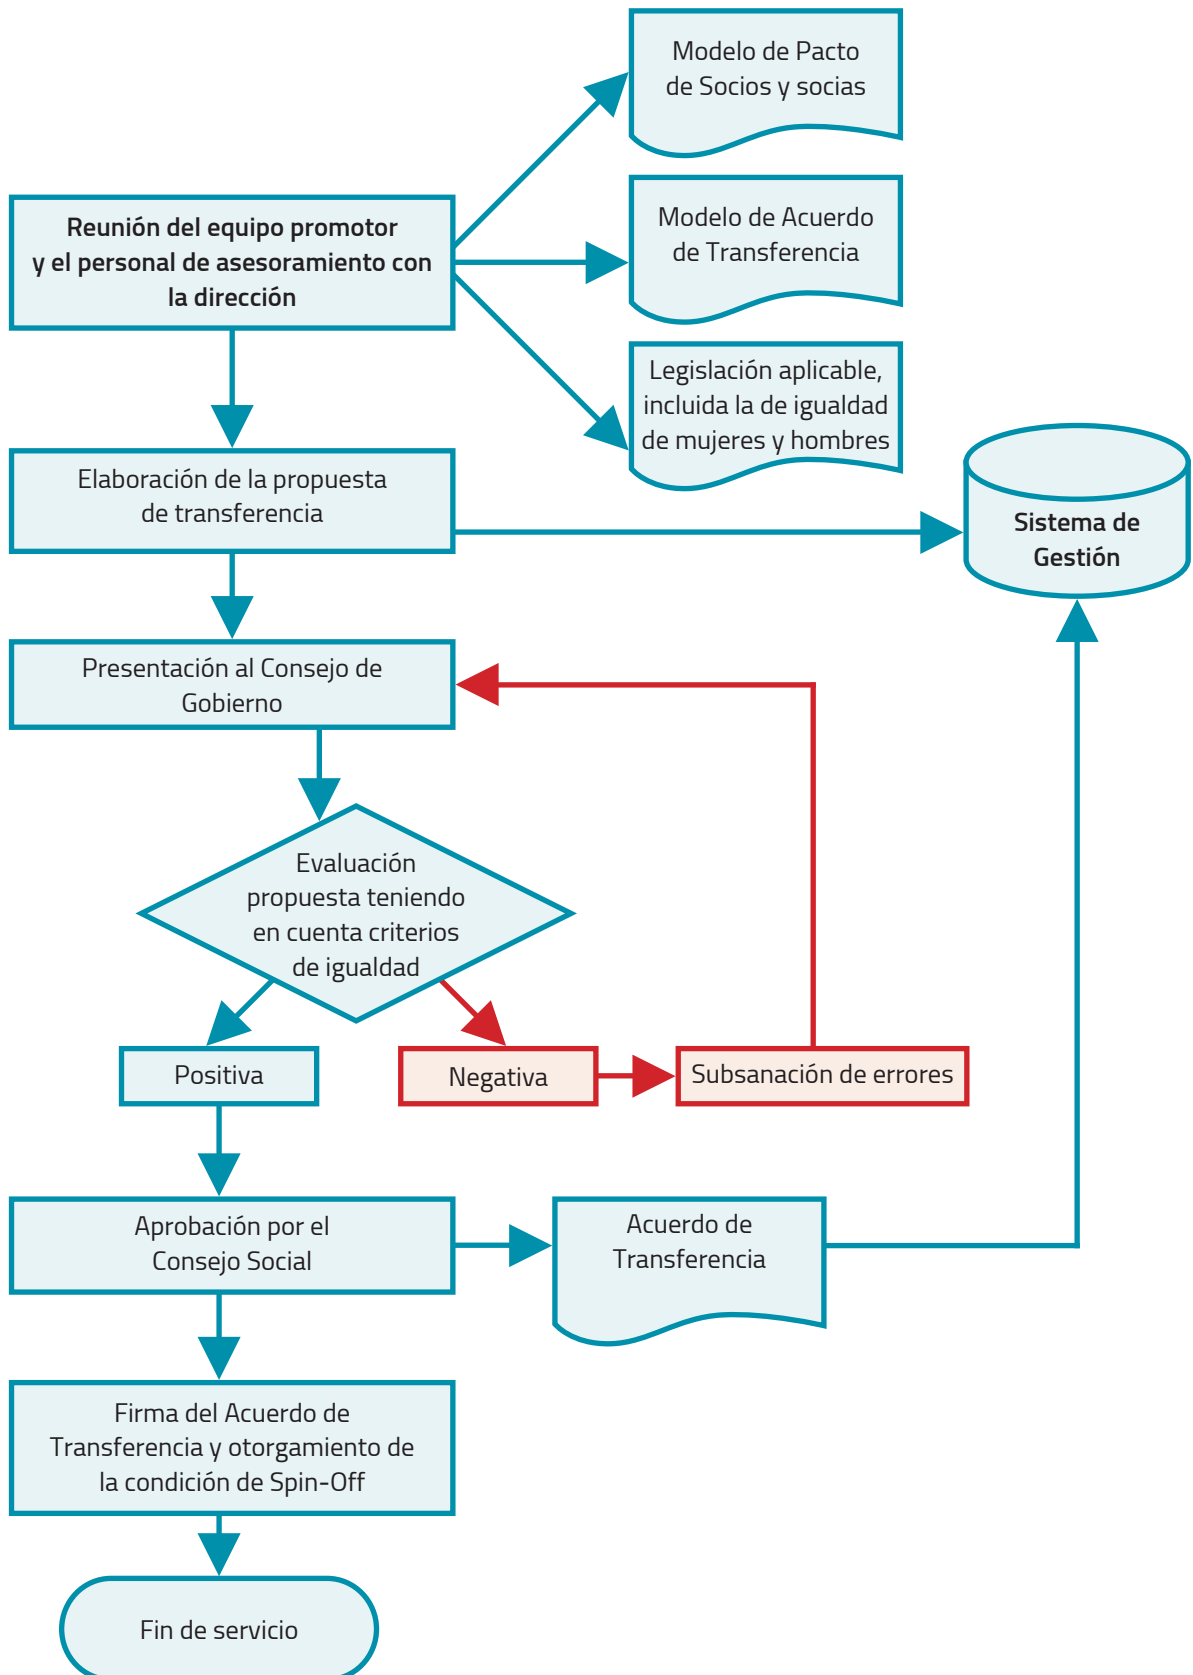 Modelo de Pacto
de Socios y socias
Reunión del equipo promotor
y el personal de asesoramiento con
la dirección
Modelo de Acuerdo
de Transferencia
Legislación aplicable,
incluida la de igualdad
de mujeres y hombres
Elaboración de la propuesta
de transferencia
Sistema de
Gestión
Presentación al Consejo de
Gobierno
Evaluación
propuesta teniendo
en cuenta criterios
de igualdad
Positiva
Negativa
Subsanación de errores
Aprobación por el
Consejo Social
Acuerdo de
Transferencia
Firma del Acuerdo de
Transferencia y otorgamiento de
la condición de Spin-Off
Fin de servicio